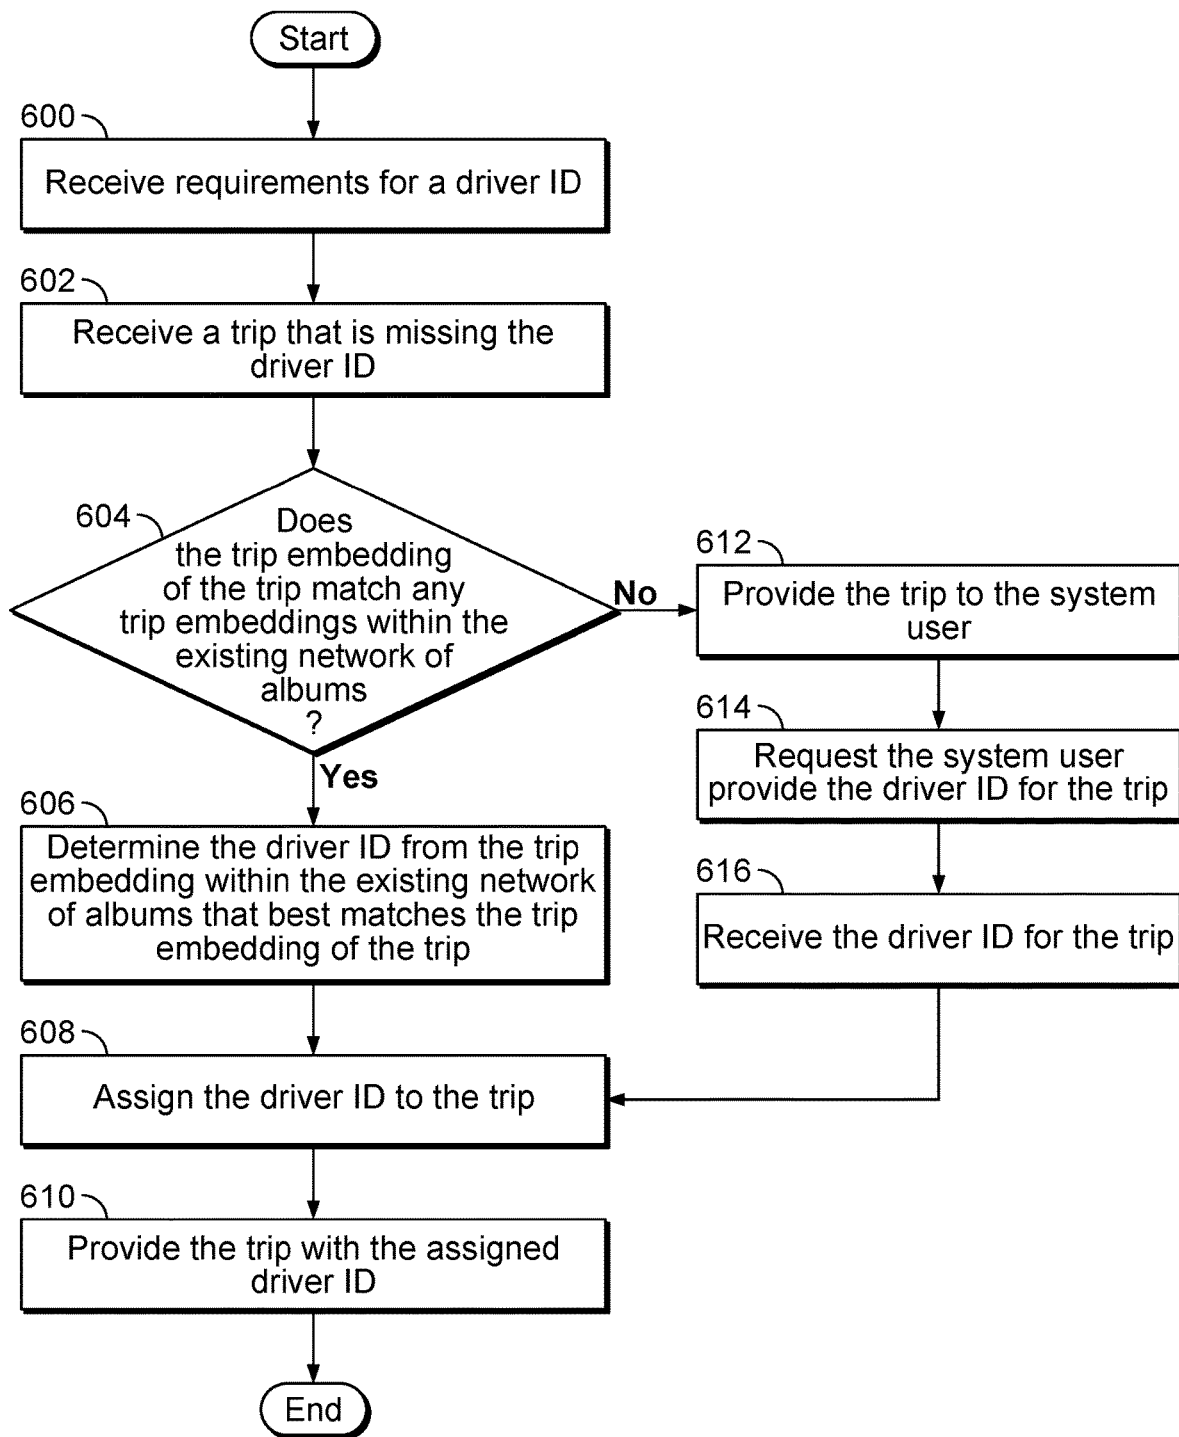 Start
600
Receive requirements for a driver ID
602
Receive a trip that is missing the
driver ID
604
Does
the trip embedding
of the trip match any
trip embeddings within the
existing network of
albums
?
No
Yes
606
Determine the driver ID from the trip
embedding within the existing network
of albums that best matches the trip
embedding of the trip
608
Assign the driver ID to the trip
610
Provide the trip with the assigned
driver ID
End
612
Provide the trip to the system
user
614
Request the system user
provide the driver ID for the trip
616
Receive the driver ID for the trip